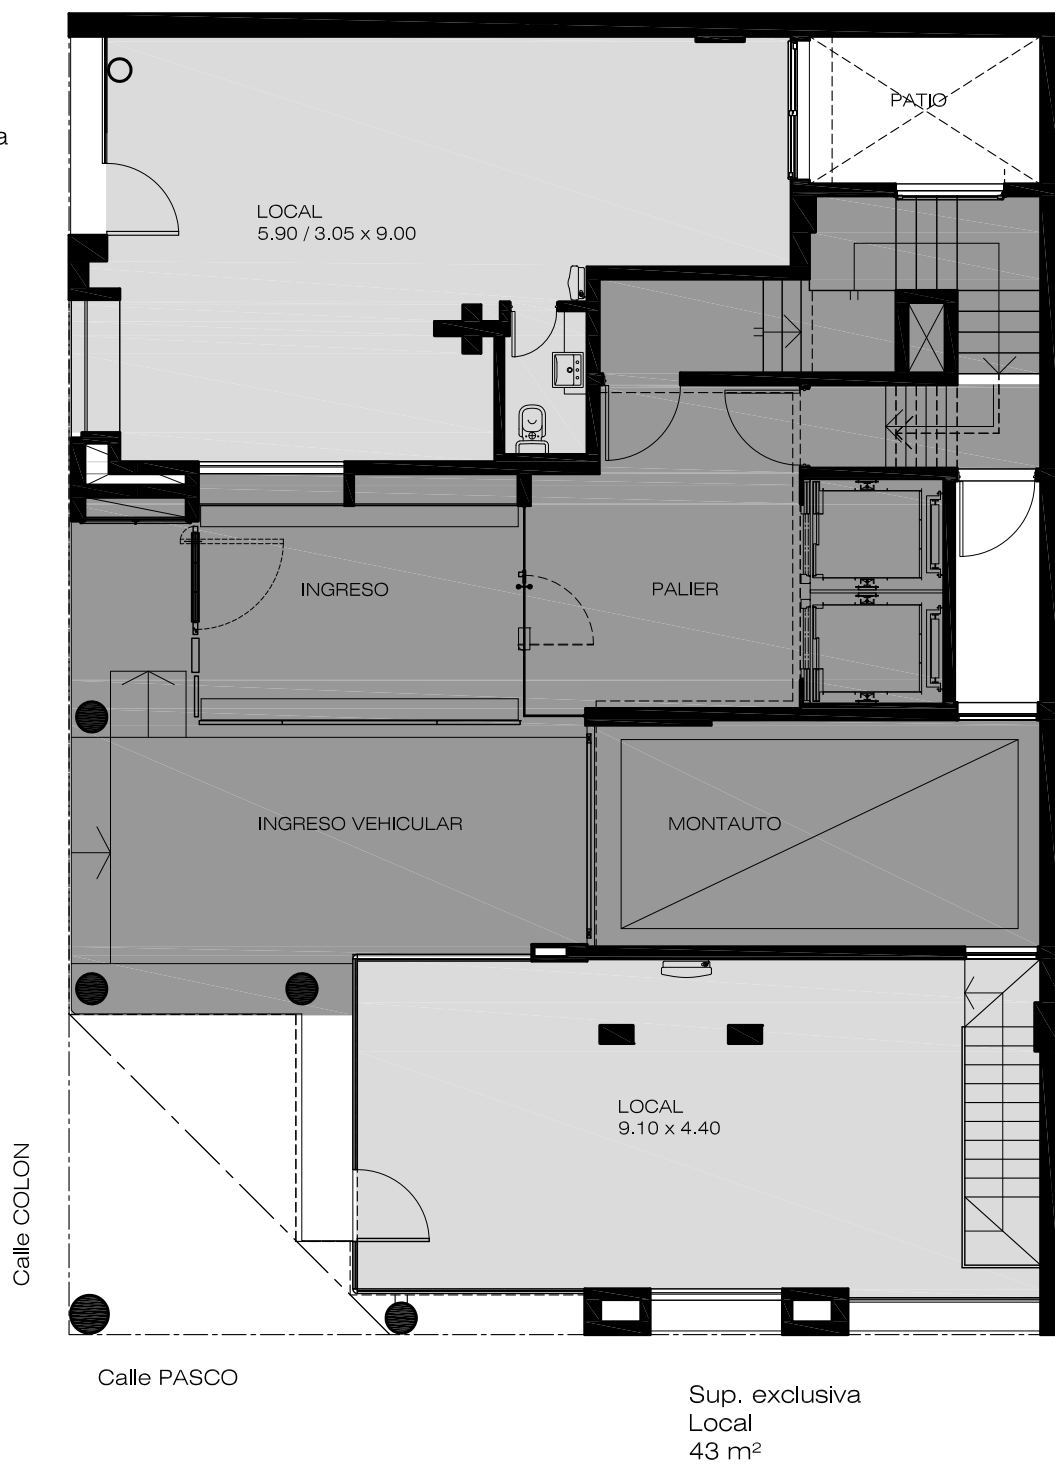 PATIO
a
LOCAL
5.90 / 3.05 x 9.00
INGRESO
PALIER
INGRESO VEHICULAR
MONTAUTO
LOCAL
9.10 x 4.40
Calle COLON
Calle PASCO
Sup. exclusiva
Local
43 m²